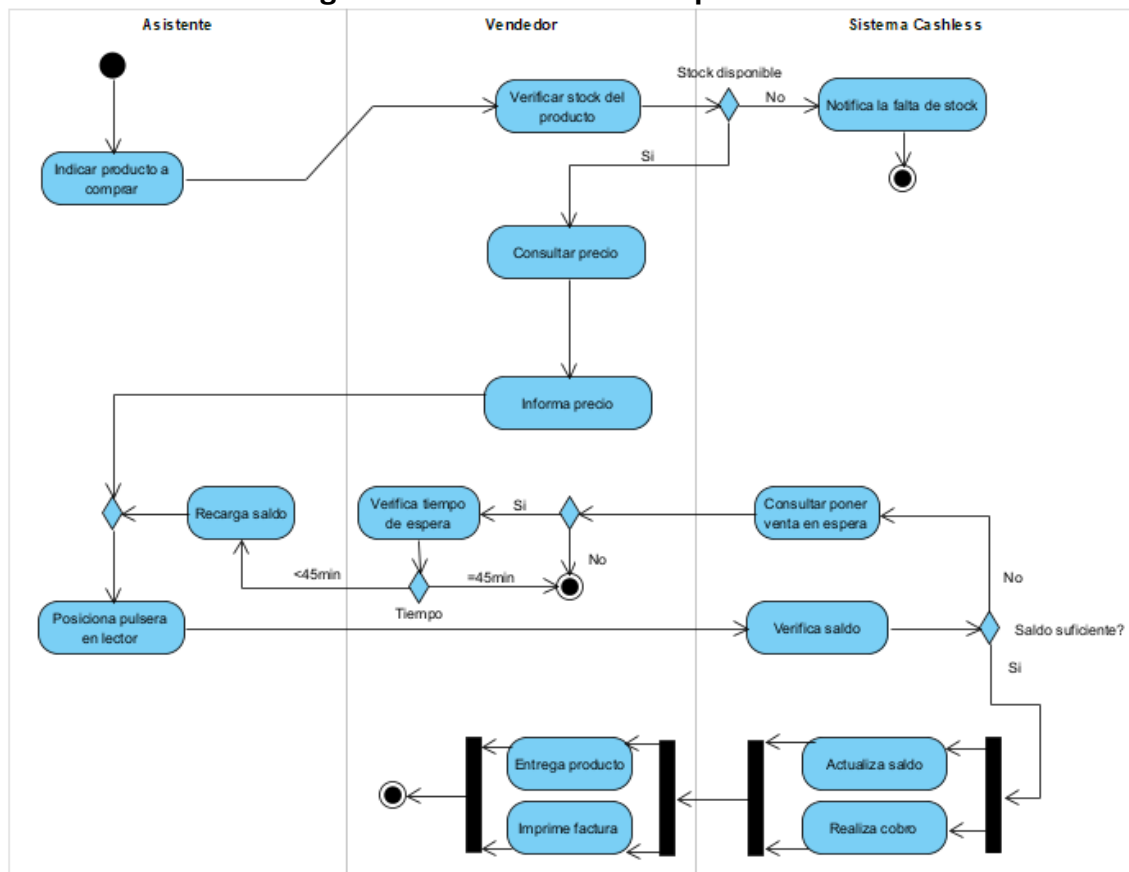 Asistente
Vendedor
Sistema Cashless
Stock disponible
Verificar stock del
producto
No
Notifica la falta de stock
Indicar producto a
comprar
Si
Consultar precio
Informa precio
Recarga saldo
Verifica tiempo
de espera
Si
Consultar poner
venta en espera
<45min
=45min
No
No
Tiempo
Posiciona pulsera
en lector
Verifica saldo
Saldo suficiente?
Si
Entrega producto
Actualiza saldo
Imprime factura
Realiza cobro